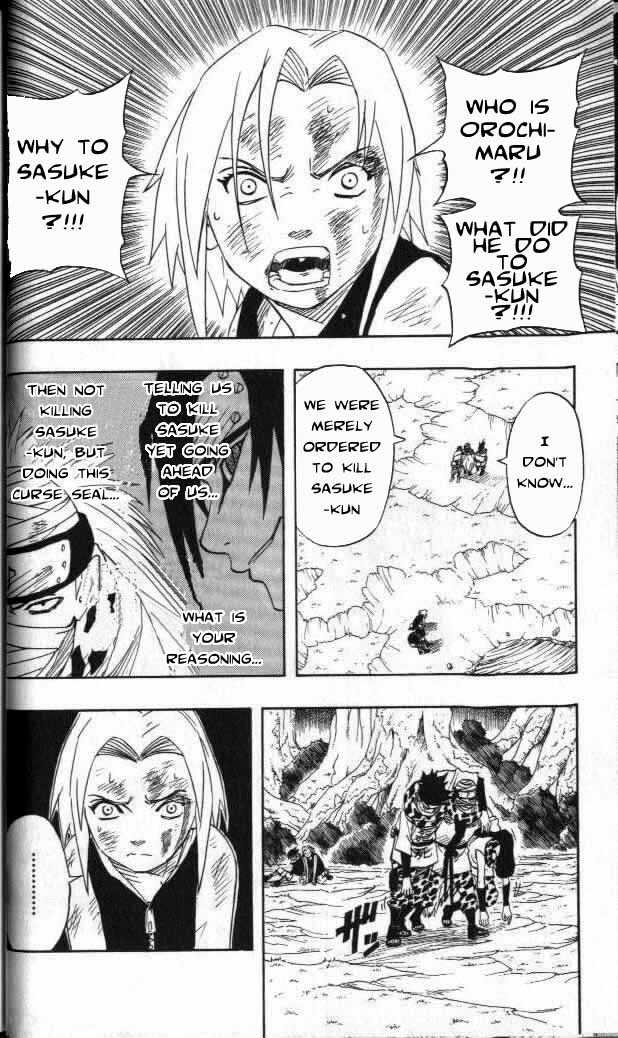 WHO IS
OROCHI-
MARU
?!!
WHAT DID
HE DO
TO
SASUKE
-KUN
?!!!
WHY TO
SASUKE
-KUN
?!!!
I
DON'T
KNOW...
WE WERE
MERELY
ORDERED
TO KILL
SASUKE
-KUN
TELLING US
TO KILL
SASUKE
YET GOING
AHEAD
OF US...
THEN NOT
KILLING
SASUKE
-KUN, BUT
DOING THIS
CURSE SEAL...
WHAT IS
YOUR
REASONING...
ザッ
.........